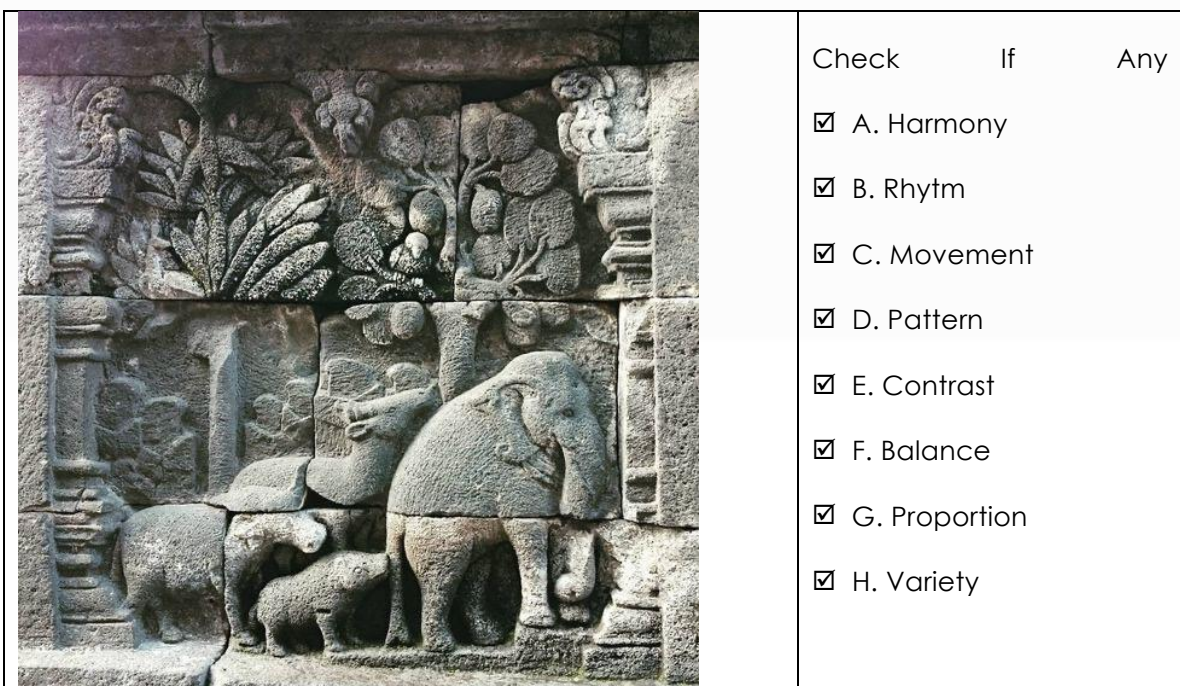 Check If Any
☑ A. Harmony
☑ B. Rhytm
☑ C. Movement
☑ D. Pattern
☑ E. Contrast
☑ F. Balance
☑ G. Proportion
☑ H. Variety